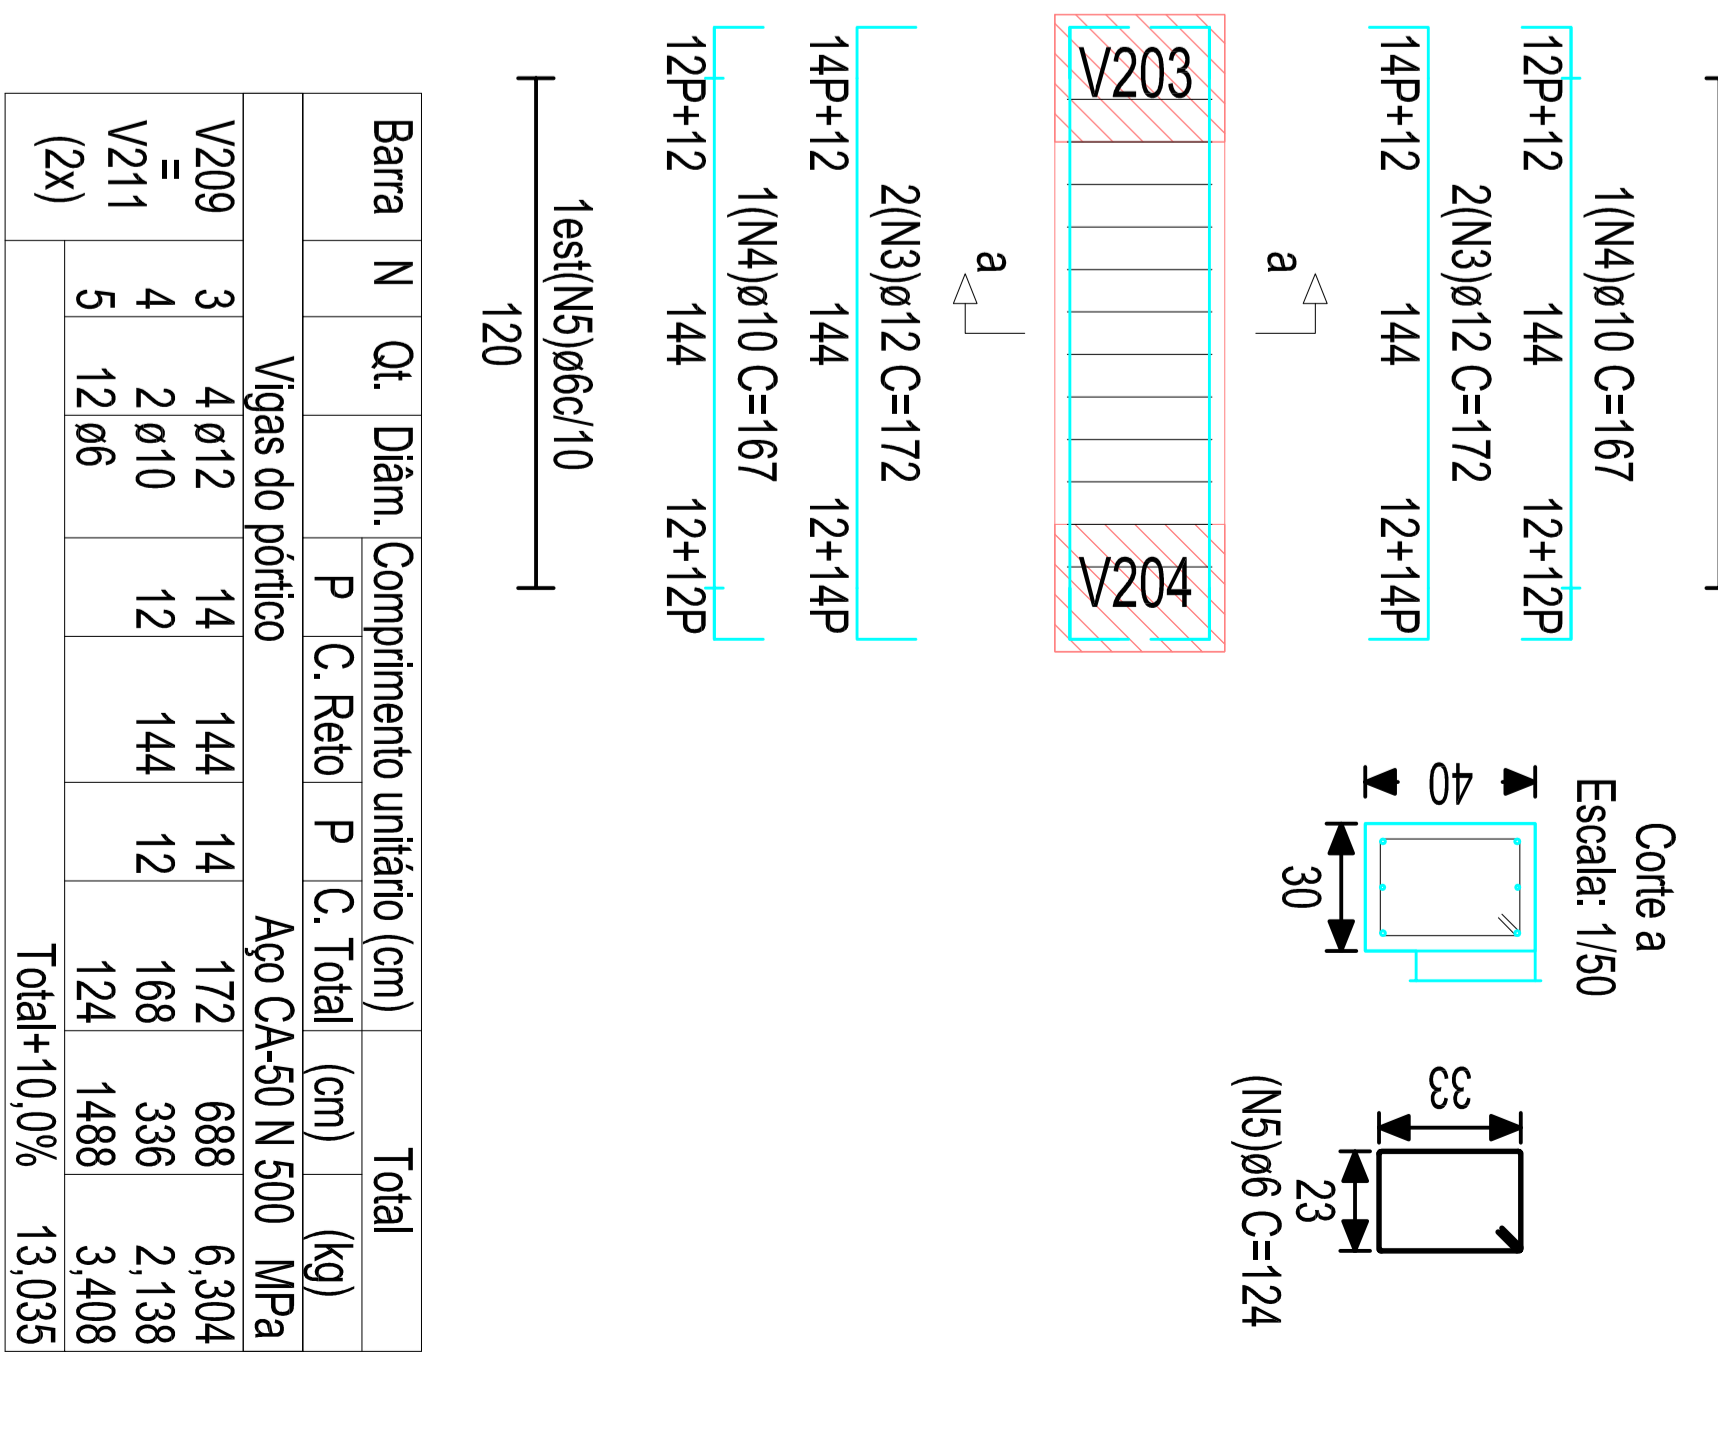 1(N4)ø10 C=167
12P+12 144 12+12P
2(N3)ø12 C=172
14P+12 144 12+14P
a
V203 V204
a
2(N3)ø12 C=172
14P+12 144 12+14P
1(N4)ø10 C=167
12P+12 144 12+12P
1est(N5)ø6c/10
120
Corte a
Escala: 1/50
40
30
33
23
(N5)ø6 C=124
Barra N Qt. Diâm. Comprimento unitário (cm) Total
P C. Reto P C. Total (cm) (kg)
Vigas do pórtico Aço CA-50 N 500 MPa
V209 3 4 ø12 14 144 14 172 688 6,304
= V211 4 2 ø10 12 144 12 168 336 2,138
(2x) 5 12 ø6 124 1488 3,408
Total+10,0% 13,035